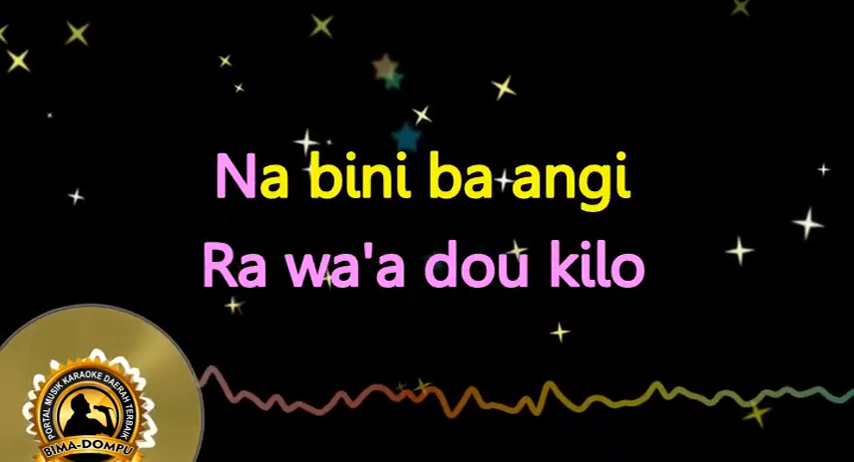 Na bini ba angi
Ra wa'a dou kilo
PORTAL MUSIK KARAOKE DAERAH TERBAIK
BIMA-DOMPU